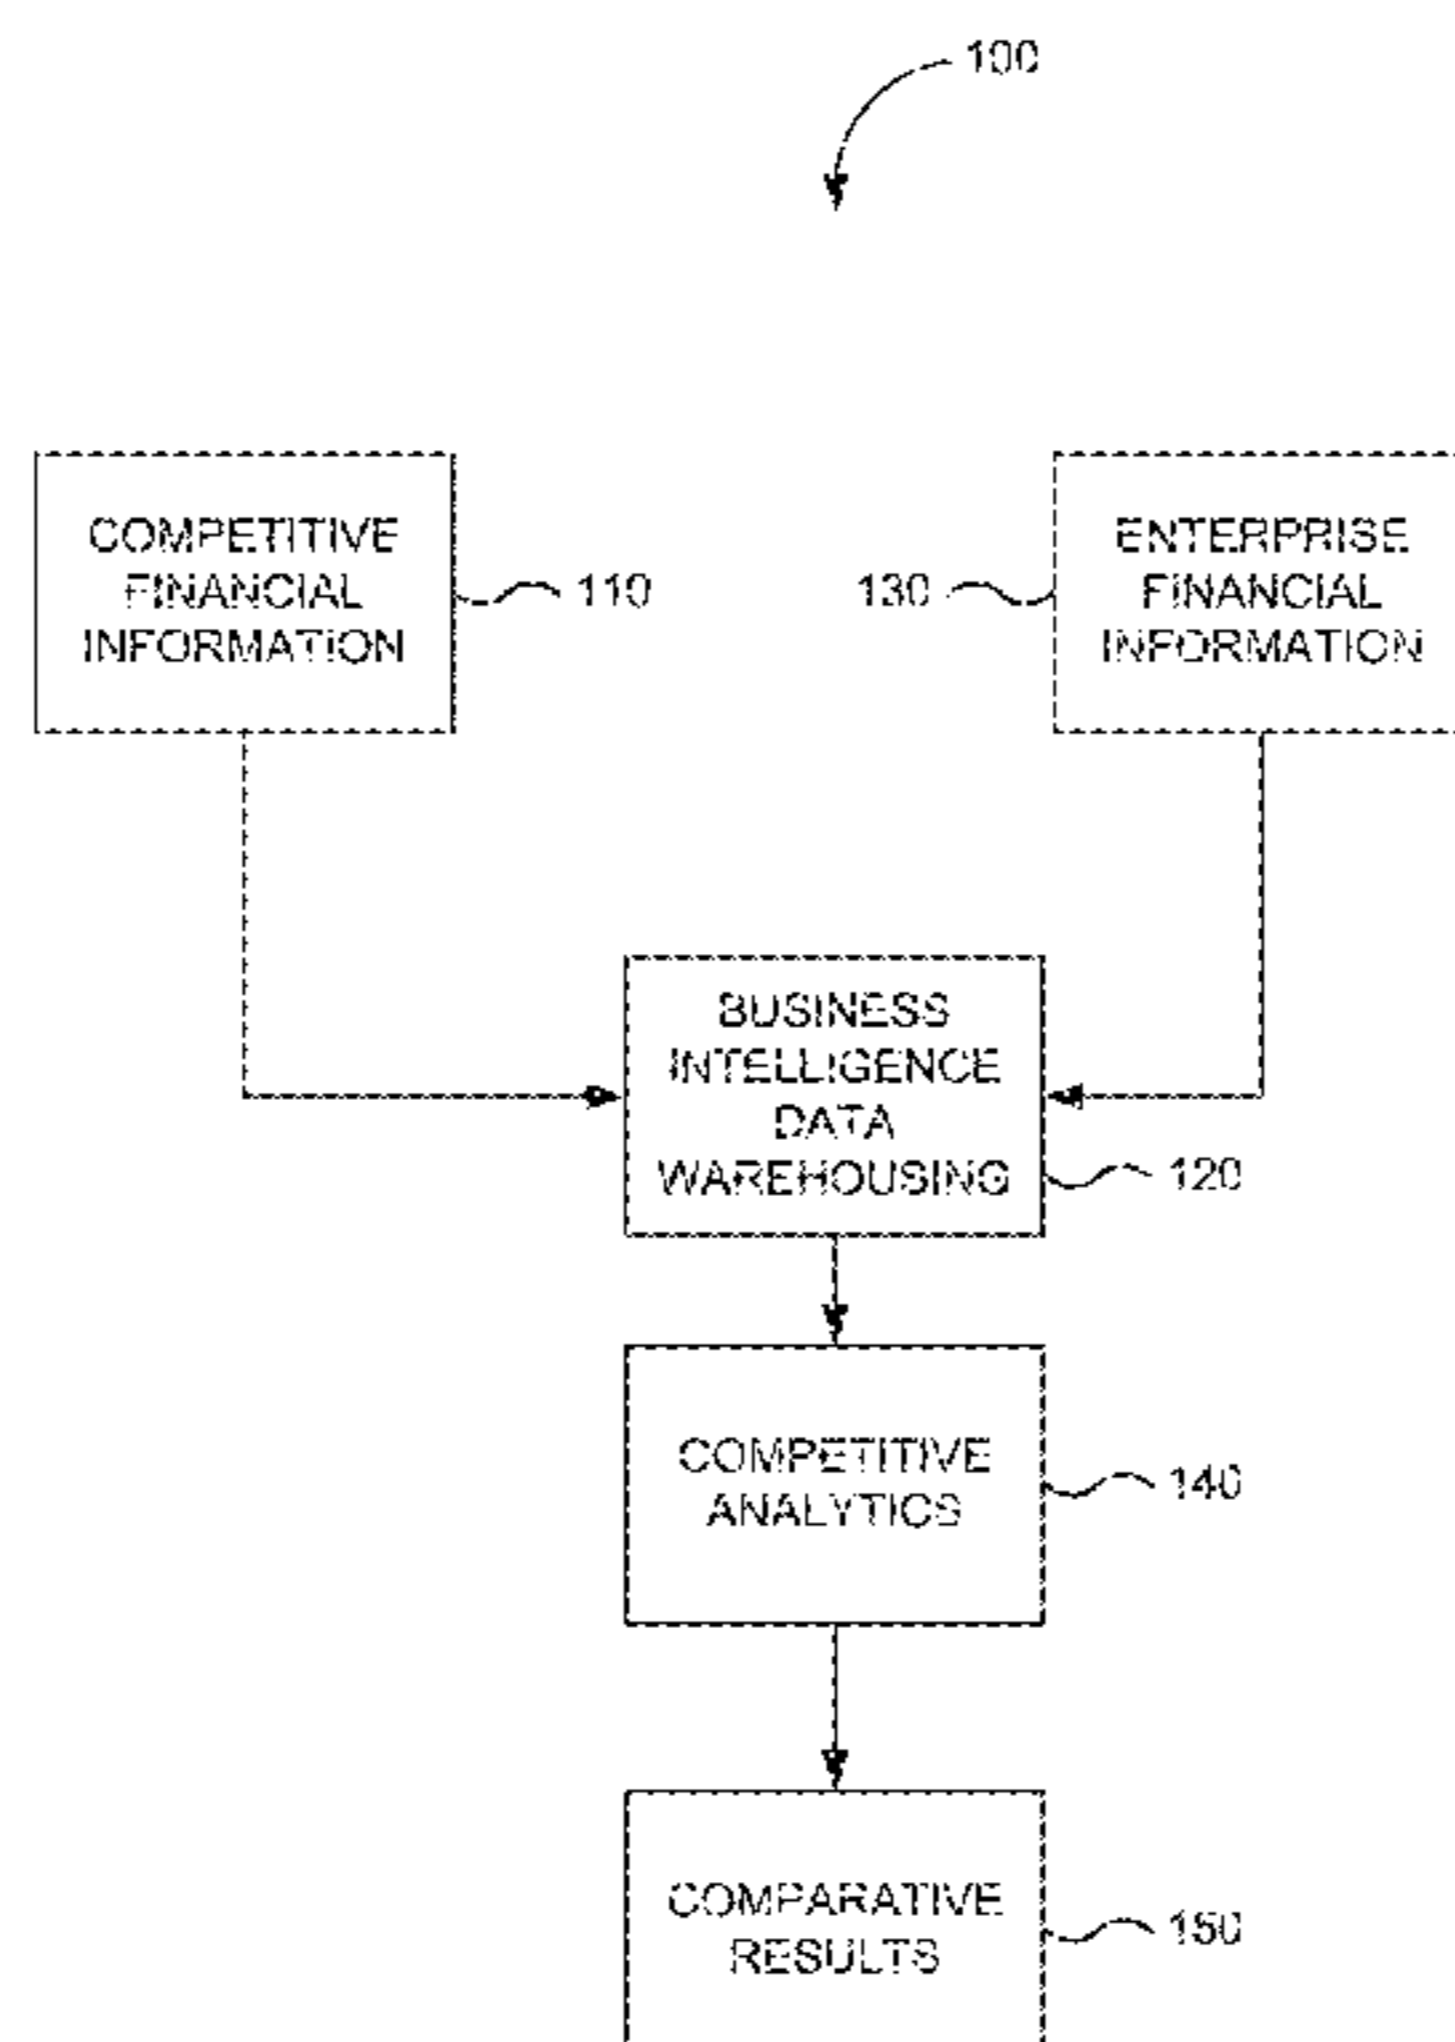 100
COMPETITIVE
FINANCIAL
INFORMATION
110
130
ENTERPRISE
FINANCIAL
INFORMATION
BUSINESS
INTELLIGENCE
DATA
WAREHOUSING
120
COMPETITIVE
ANALYTICS
140
COMPARATIVE
RESULTS
150